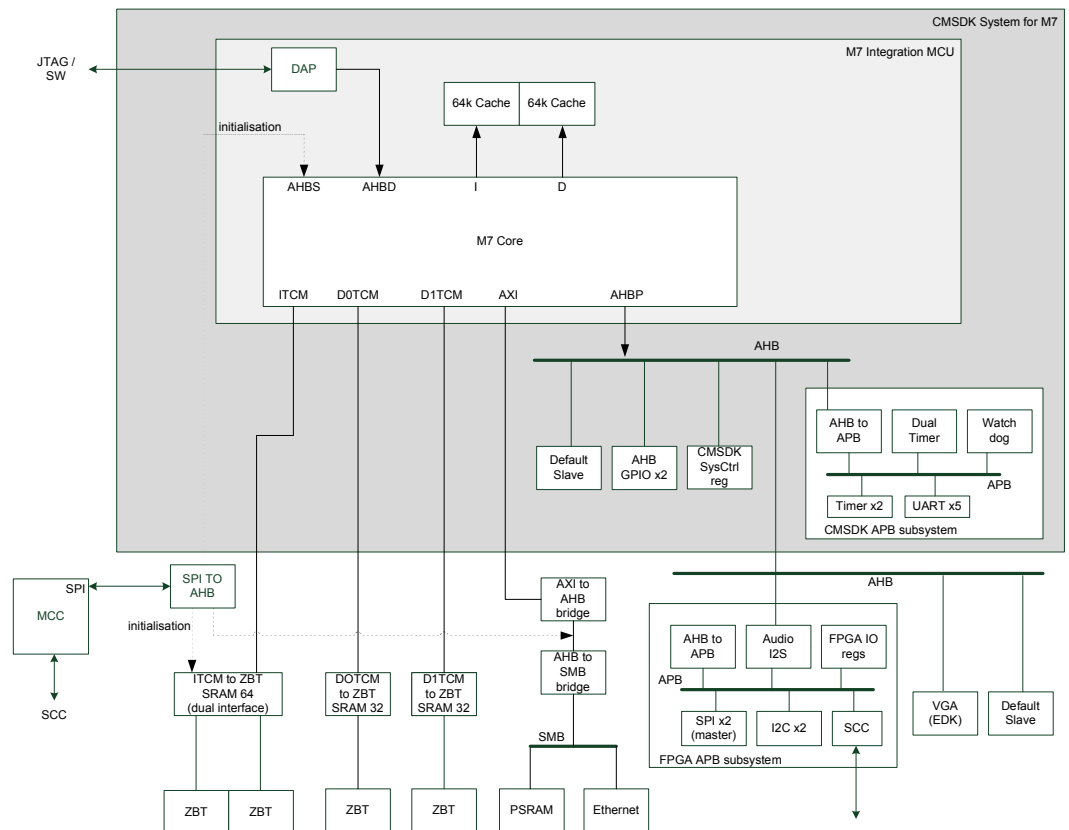 CMSDK System for M7
M7 Integration MCU
JTAG /
SW
DAP
64k Cache
64k Cache
initialisation
AHBS
AHBD
I
D
M7 Core
ITCM
D0TCM
D1TCM
AXI
AHBP
AHB
Default
Slave
AHB
GPIO x2
CMSDK
SysCtrl
reg
AHB to
APB
Dual
Timer
Watch
dog
APB
Timer x2
UART x5
CMSDK APB subsystem
SPI
MCC
SPI TO
AHB
initialisation
SCC
AXI to
AHB
bridge
AHB to
SMB
bridge
AHB
ITCM to ZBT
SRAM 64
(dual interface)
DOTCM
to ZBT
SRAM 32
D1TCM
to ZBT
SRAM 32
SMB
AHB to
APB
Audio
I2S
FPGA IO
regs
APB
SPI x2
(master)
I2C x2
SCC
FPGA APB subsystem
VGA
(EDK)
Default
Slave
ZBT
ZBT
ZBT
ZBT
PSRAM
Ethernet